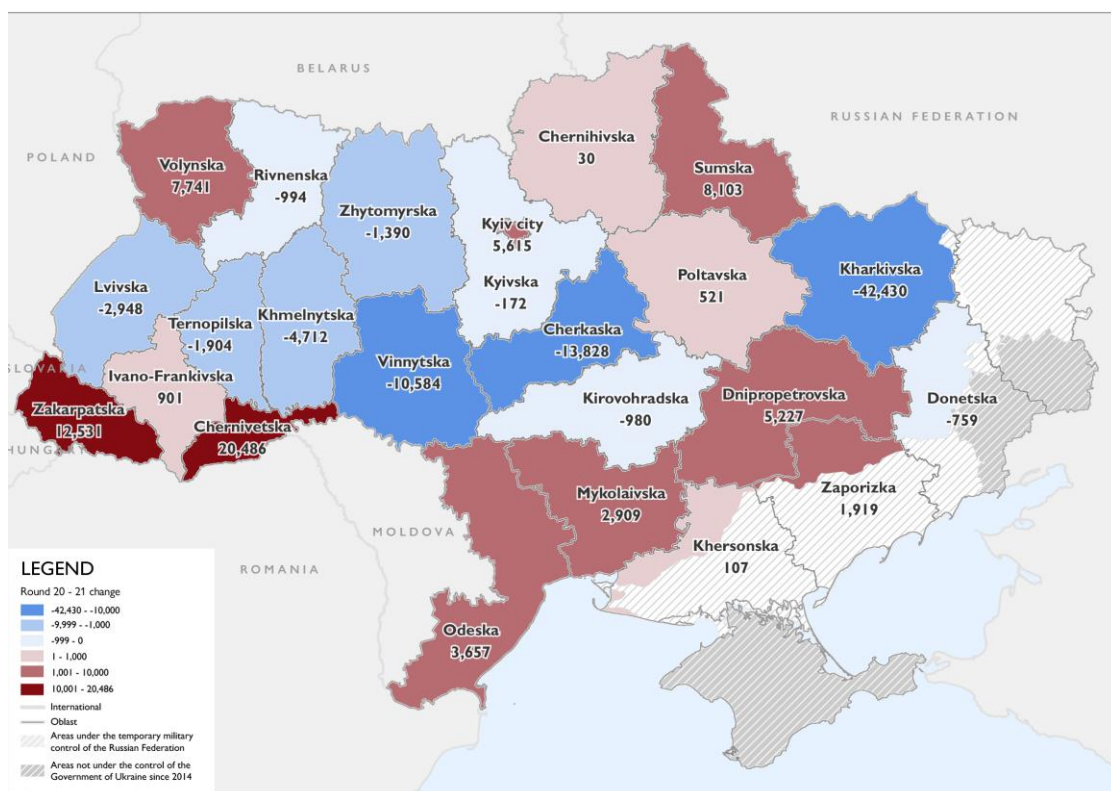 BELARUS
RUSSIAN FEDERATION
POLAND
Chernihivska
30
Volynska
7,741
Sumska
8,103
Rivnenska
-994
Zhytomyrska
-1,390
Kyiv city
5,615
Kyivska
-172
Poltavska
521
Kharkivska
-42,430
Lvivska
-2,948
Ternopilska
-1,904
Khmelnytska
-4,712
Cherkaska
-13,828
Vinnytska
-10,584
SLOVARIA
Ivano-Frankivska
901
Kirovohradska
-980
Dnipropetrovska
5,227
Donetska
-759
Zakarpatska
12,531
Chernivetska
20,486
HUNGARY
Zaporizka
1,919
Mykolaivska
2,909
MOLDOVA
Khersonska
107
ROMANIA
Odeska
3,657
LEGEND
Round 20 - 21 change
-42,430 - -10,000
-9,999 - -1,000
-999 - 0
1 - 1,000
1,001 - 10,000
10,001 - 20,486
International
Oblast
Areas under the temporary military
control of the Russian Federation
Areas not under the control of the
Government of Ukraine since 2014